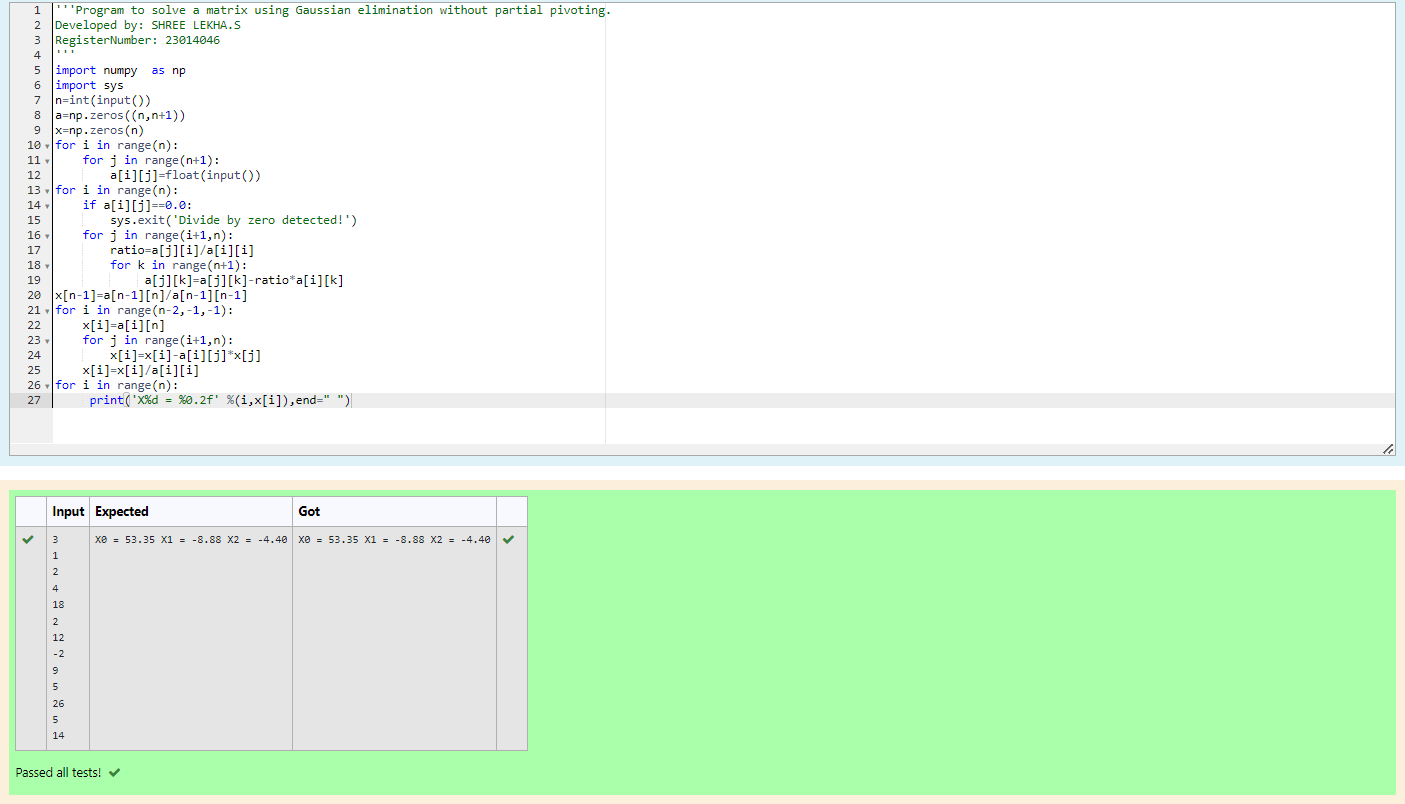 1 '''Program to solve a matrix using Gaussian elimination without partial pivoting.
2 Developed by: SHREE LEKHA.S
3 RegisterNumber: 23014046
4 '''
5 import numpy  as np
6 import sys
7 n=int(input())
8 a=np.zeros((n,n+1))
9 x=np.zeros(n)
10 for i in range(n):
11     for j in range(n+1):
12         a[i][j]=float(input())
13 for i in range(n):
14     if a[i][j]==0.0:
15         sys.exit('Divide by zero detected!')
16     for j in range(i+1,n):
17         ratio=a[j][i]/a[i][i]
18         for k in range(n+1):
19              a[j][k]=a[j][k]-ratio*a[i][k]
20 x[n-1]=a[n-1][n]/a[n-1][n-1]
21 for i in range(n-2,-1,-1):
22     x[i]=a[i][n]
23     for j in range(i+1,n):
24         x[i]=x[i]-a[i][j]*x[j]
25     x[i]=x[i]/a[i][i]
26 for i in range(n):
27      print('X%d = %0.2f' %(i,x[i]),end=" ")
Input Expected Got
3 X0 = 53.35 X1 = -8.88 X2 = -4.40 X0 = 53.35 X1 = -8.88 X2 = -4.40
1
2
4
18
2
12
-2
9
5
26
5
14
Passed all tests!